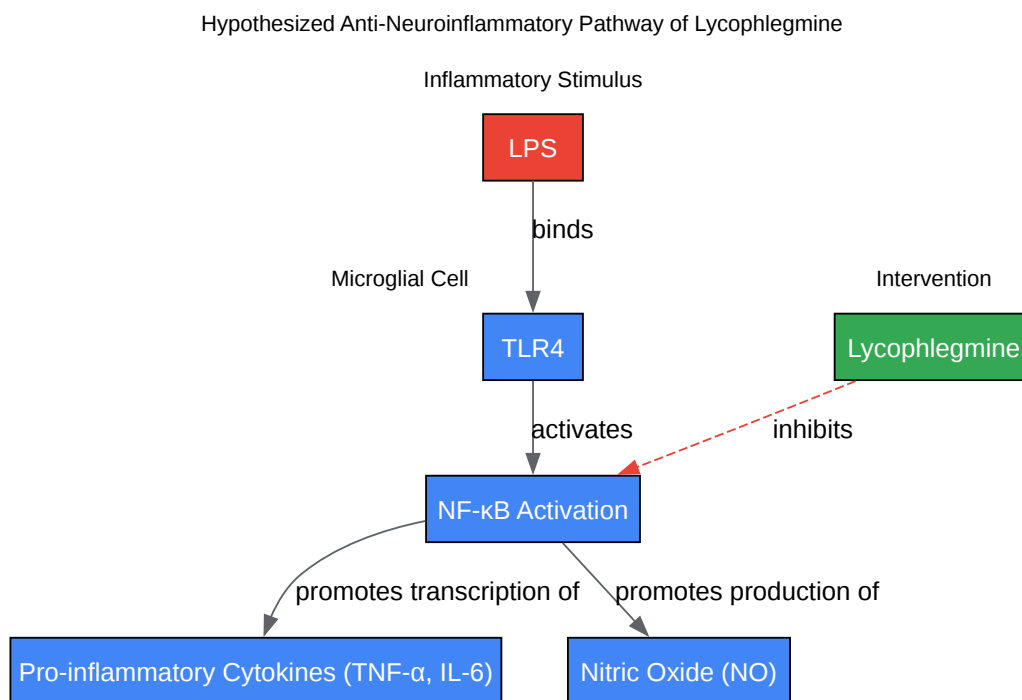 Hypothesized Anti-Neuroinflammatory Pathway of Lycophlegmine
Inflammatory Stimulus
LPS
binds
Microglial Cell
Intervention
TLR4
Lycophlegmine
activates
inhibits
NF-κB Activation
promotes transcription of
promotes production of
Pro-inflammatory Cytokines (TNF-α, IL-6)
Nitric Oxide (NO)